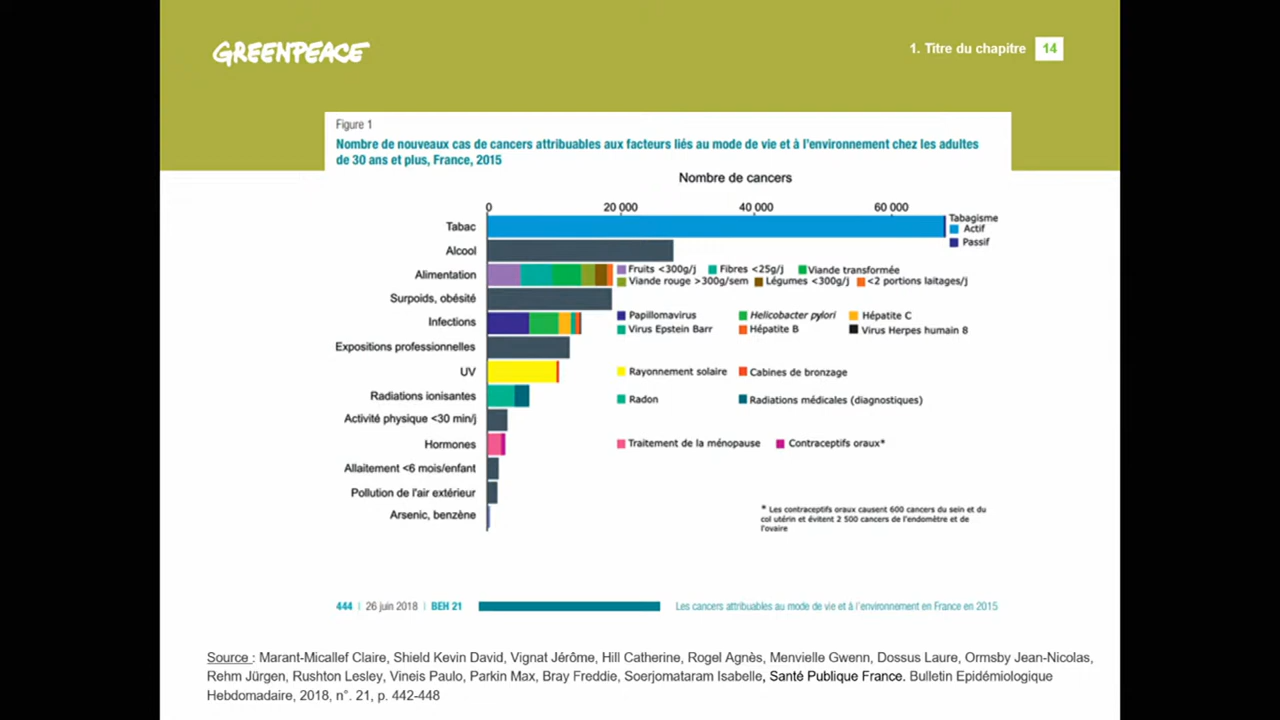 GREENPEACE
1. Titre du chapitre 14
Figure 1
Nombre de nouveaux cas de cancers attribuables aux facteurs liés au mode de vie et à l'environnement chez les adultes
de 30 ans et plus, France, 2015
Nombre de cancers
0 20 000 40 000 60 000
Tabac
Tabagisme
Actif
Passif
Alcool
Alimentation
Fruits <300g/j Fibres <25g/j Viande transformée
Viande rouge >300g/sem Légumes <300g/j <2 portions laitages/j
Surpoids, obésité
Infections
Papillomavirus Helicobacter pylori Hépatite C
Virus Epstein Barr Hépatite B Virus Herpes humain 8
Expositions professionnelles
UV
Rayonnement solaire Cabines de bronzage
Radiations ionisantes
Radon Radiations médicales (diagnostiques)
Activité physique <30 min/j
Hormones
Traitement de la ménopause Contraceptifs oraux*
Allaitement <6 mois/enfant
Pollution de l'air extérieur
Arsenic, benzène
* Les contraceptifs oraux causent 600 cancers du sein et du
col utérin et évitent 2 500 cancers de l'endomètre et de
l'ovaire
444 | 26 juin 2018 | BEH 21
Les cancers attribuables au mode de vie et à l'environnement en France en 2015
Source : Marant-Micallef Claire, Shield Kevin David, Vignat Jérôme, Hill Catherine, Rogel Agnès, Menvielle Gwenn, Dossus Laure, Ormsby Jean-Nicolas,
Rehm Jürgen, Rushton Lesley, Vineis Paulo, Parkin Max, Bray Freddie, Soerjomataram Isabelle, Santé Publique France. Bulletin Epidémiologique
Hebdomadaire, 2018, n°. 21, p. 442-448